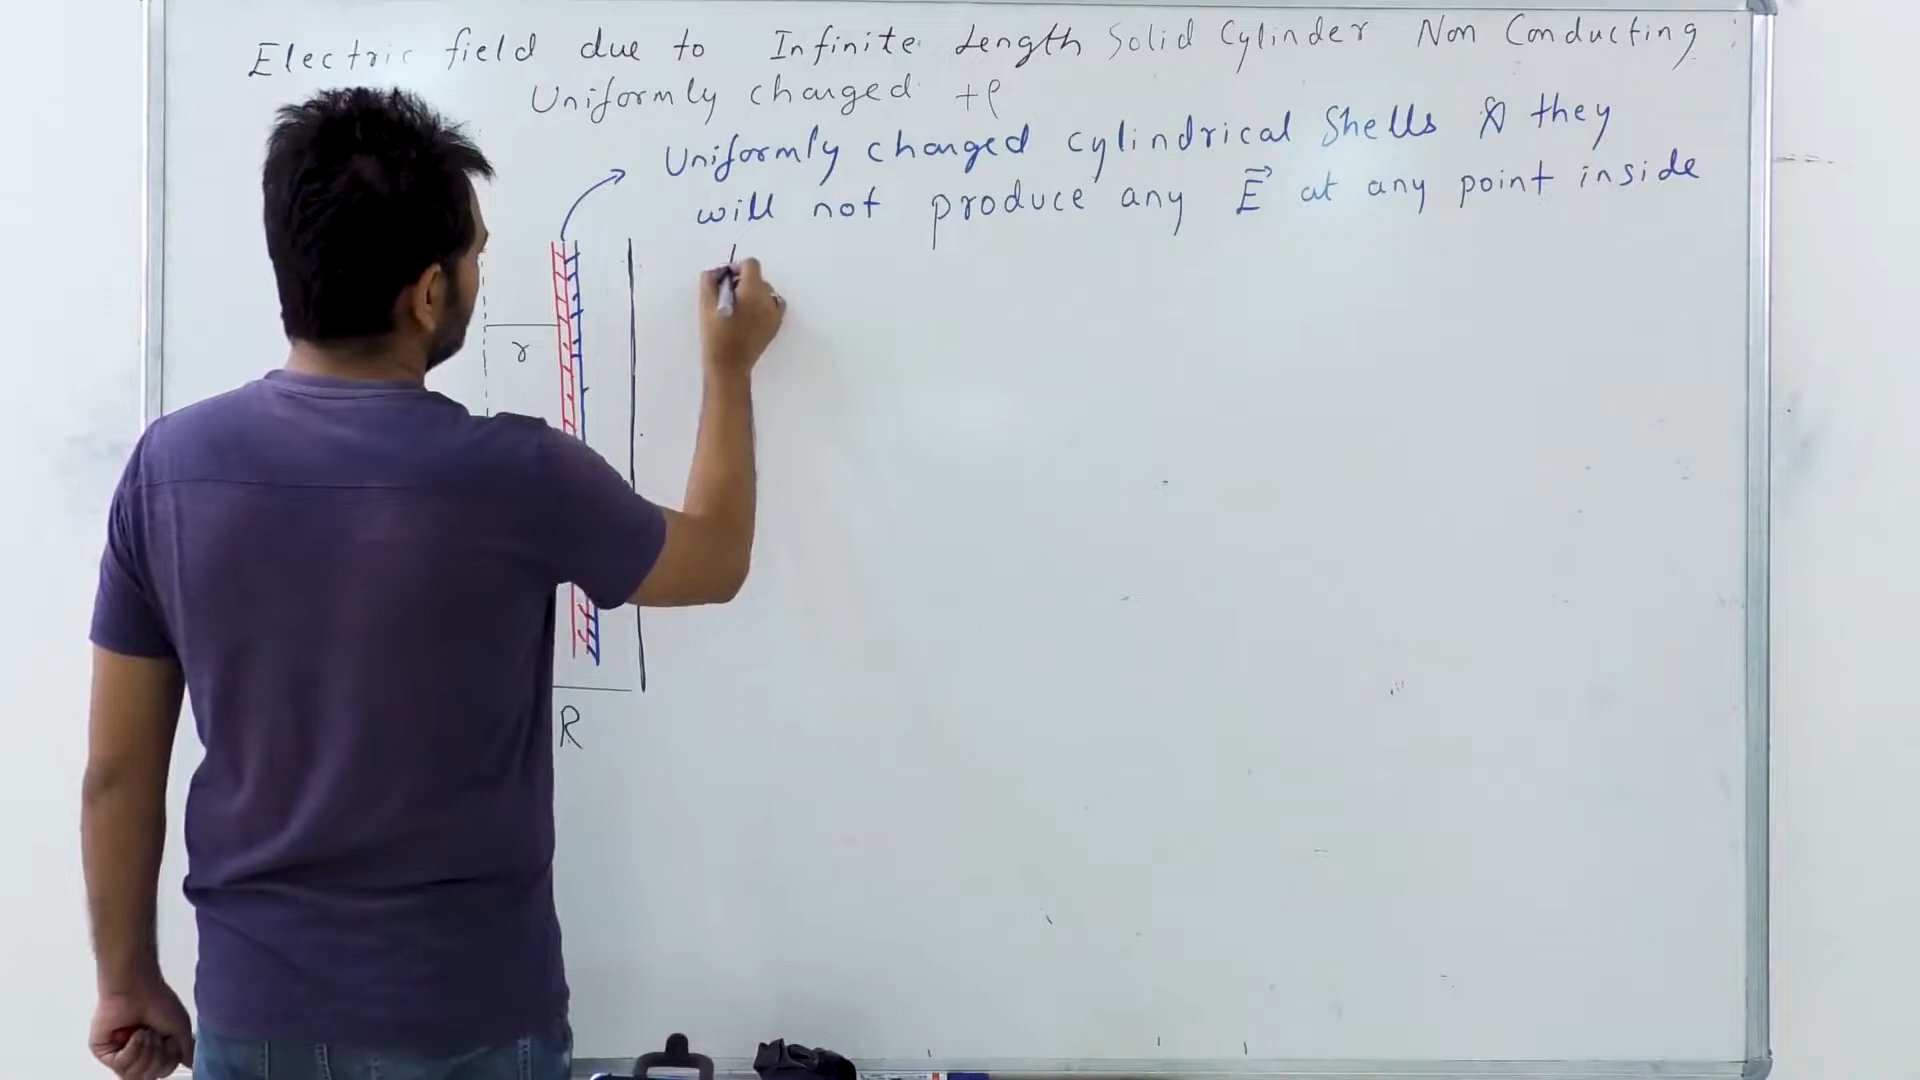 Electric field due to Infinite Length Solid Cylinder Non Conducting :
Uniformly charged +ρ
Uniformly charged cylindrical Shells & they
will not produce any E⃗ at any point inside
r
R